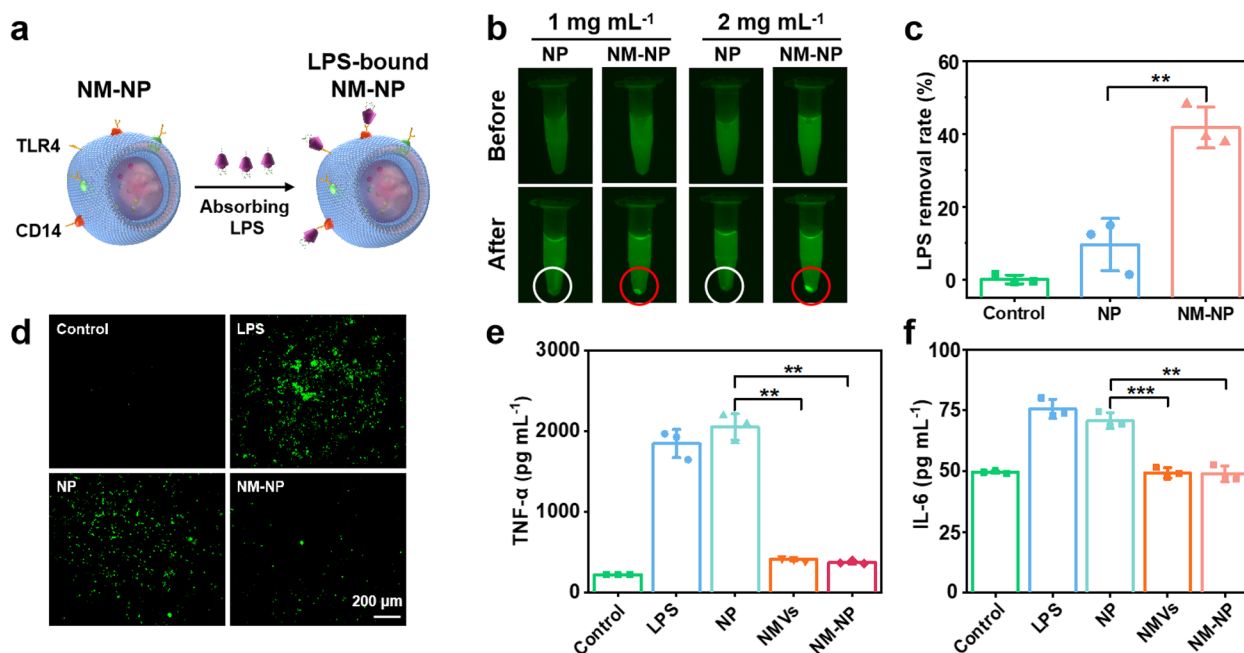 a
NM-NP
LPS-bound
NM-NP
TLR4
CD14
Absorbing
LPS
b
1 mg mL⁻¹
2 mg mL⁻¹
NP
NM-NP
NP
NM-NP
Before
After
c
LPS removal rate (%)
60
40
20
0
**
Control
NP
NM-NP
d
Control
LPS
NP
NM-NP
200 μm
e
TNF-α (pg mL⁻¹)
3000
2000
1000
0
**
**
Control
LPS
NP
NMVs
NM-NP
f
IL-6 (pg mL⁻¹)
100
75
50
25
0
**
***
Control
LPS
NP
NMVs
NM-NP